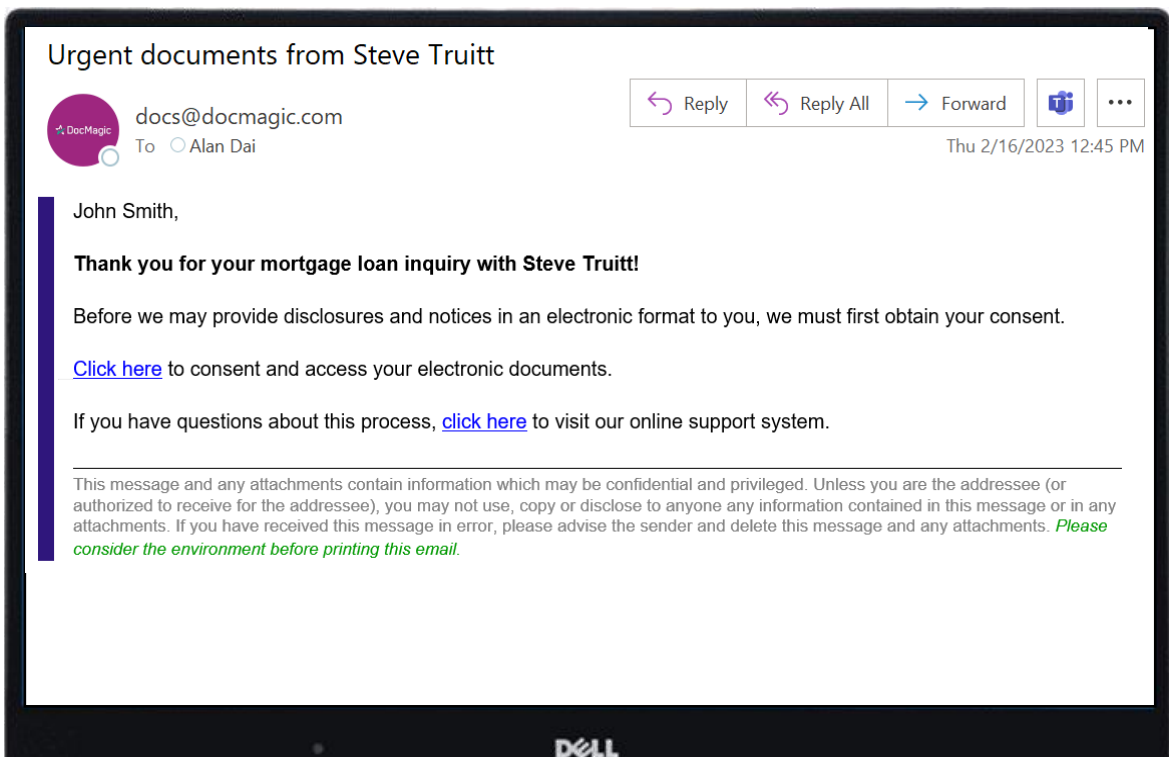 Urgent documents from Steve Truitt
DocMagic
docs@docmagic.com
To Alan Dai
Reply
Reply All
Forward
Thu 2/16/2023 12:45 PM
John Smith,
Thank you for your mortgage loan inquiry with Steve Truitt!
Before we may provide disclosures and notices in an electronic format to you, we must first obtain your consent.
Click here to consent and access your electronic documents.
If you have questions about this process, click here to visit our online support system.
This message and any attachments contain information which may be confidential and privileged. Unless you are the addressee (or
authorized to receive for the addressee), you may not use, copy or disclose to anyone any information contained in this message or in any
attachments. If you have received this message in error, please advise the sender and delete this message and any attachments. Please
consider the environment before printing this email.
DELL